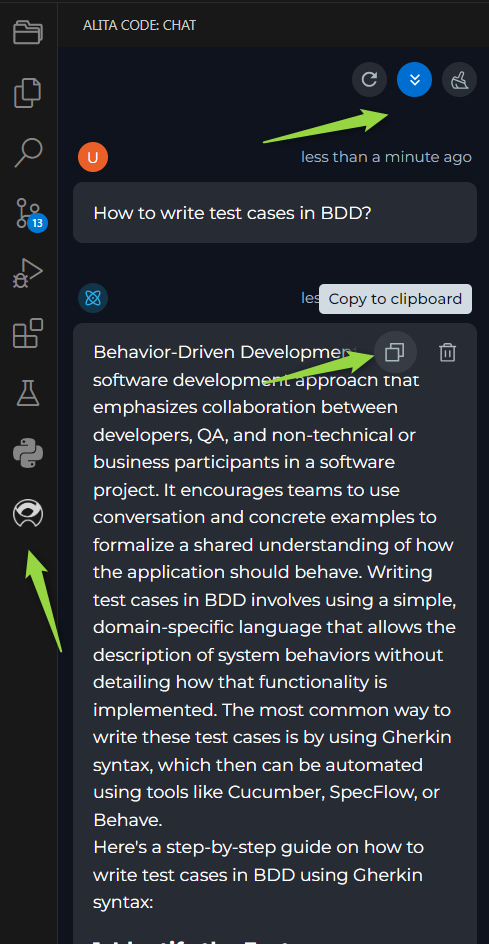 ALITA CODE: CHAT
U
less than a minute ago
How to write test cases in BDD?
13
les
Copy to clipboard
Behavior-Driven Developmen
software development approach that
emphasizes collaboration between
developers, QA, and non-technical or
business participants in a software
project. It encourages teams to use
conversation and concrete examples to
formalize a shared understanding of how
the application should behave. Writing
test cases in BDD involves using a simple,
domain-specific language that allows the
description of system behaviors without
detailing how that functionality is
implemented. The most common way to
write these test cases is by using Gherkin
syntax, which then can be automated
using tools like Cucumber, SpecFlow, or
Behave.
Here's a step-by-step guide on how to
write test cases in BDD using Gherkin
syntax: